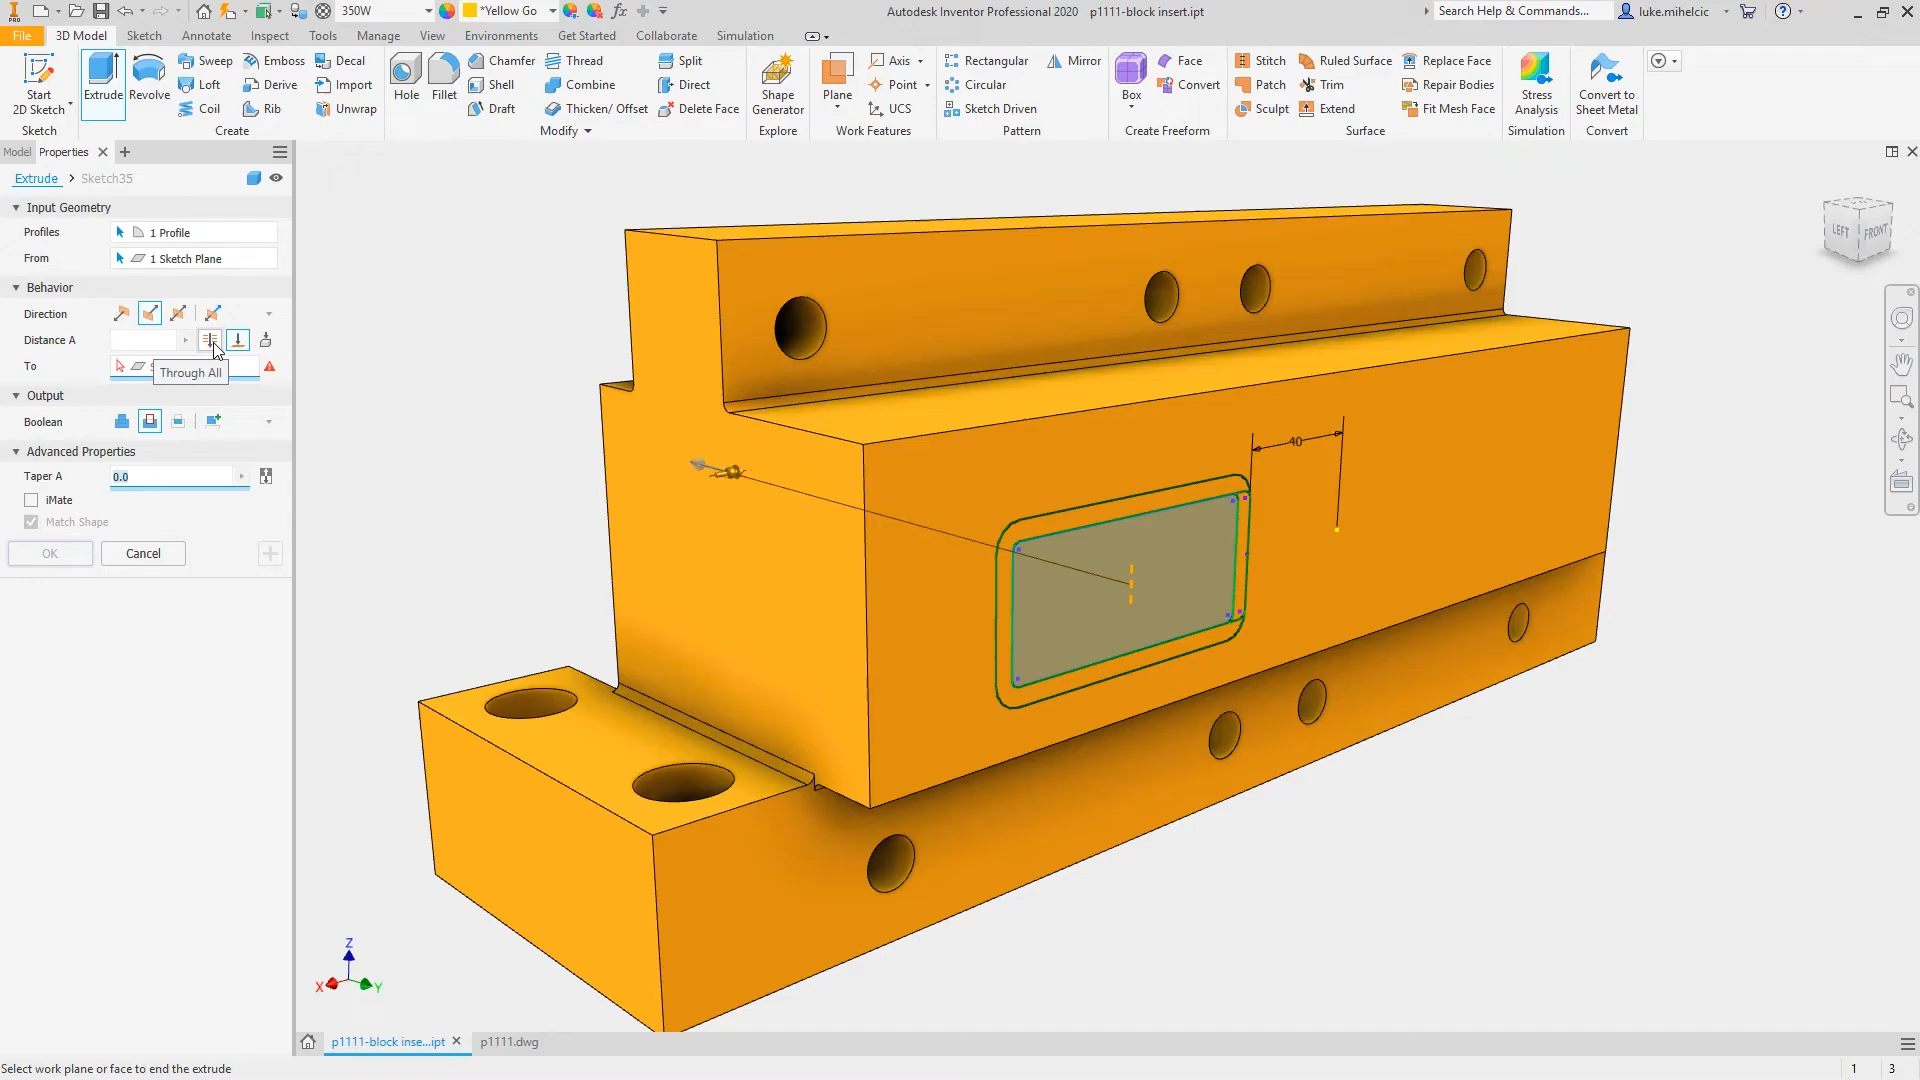 350W
*Yellow Go
Autodesk Inventor Professional 2020 p1111-block insert.ipt
Search Help & Commands...
luke.mihelcic
File 3D Model Sketch Annotate Inspect Tools Manage View Environments Get Started Collaborate Simulation
Start
2D Sketch
Extrude
Revolve
Sweep Emboss Decal
Loft Derive Import
Coil Rib Unwrap
Hole
Fillet
Chamfer Thread Split
Shell Combine Direct
Draft Thicken/ Offset Delete Face
Shape
Generator
Plane
Axis
Point
UCS
Rectangular Mirror
Circular
Sketch Driven
Box
Face
Convert
Stitch Ruled Surface Replace Face
Patch Trim Repair Bodies
Sculpt Extend Fit Mesh Face
Stress
Analysis
Convert to
Sheet Metal
Sketch Create Modify Explore Work Features Pattern Create Freeform Surface Simulation Convert
Model Properties
Extrude > Sketch35
Input Geometry
Profiles 1 Profile
From 1 Sketch Plane
Behavior
Direction
Distance A
To
Through All
Output
Boolean
Advanced Properties
Taper A 0.0
iMate
Match Shape
OK Cancel
LEFT FRONT
40
Z
X Y
p1111-block inse...ipt p1111.dwg
Select work plane or face to end the extrude
1 3